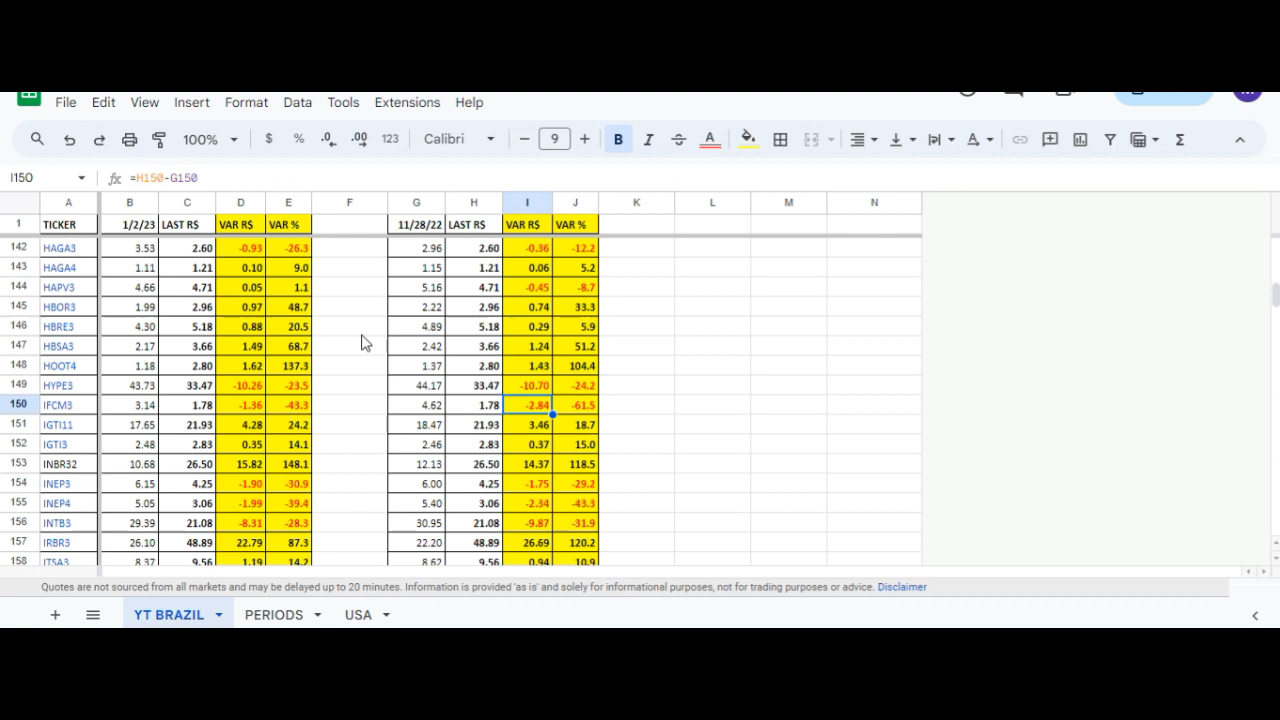 File Edit View Insert Format Data Tools Extensions Help
100% $ % .0 .00 123 Calibri − 9 + B I S A A Σ
I150 fx =H150-G150
A B C D E F G H I J K L M N
1 TICKER 1/2/23 LAST R$ VAR R$ VAR % 11/28/22 LAST R$ VAR R$ VAR %
142 HAGA3 3.53 2.60 -0.93 -26.3 2.96 2.60 -0.36 -12.2
143 HAGA4 1.11 1.21 0.10 9.0 1.15 1.21 0.06 5.2
144 HAPV3 4.66 4.71 0.05 1.1 5.16 4.71 -0.45 -8.7
145 HBOR3 1.99 2.96 0.97 48.7 2.22 2.96 0.74 33.3
146 HBRE3 4.30 5.18 0.88 20.5 4.89 5.18 0.29 5.9
147 HBSA3 2.17 3.66 1.49 68.7 2.42 3.66 1.24 51.2
148 HOOT4 1.18 2.80 1.62 137.3 1.37 2.80 1.43 104.4
149 HYPE3 43.73 33.47 -10.26 -23.5 44.17 33.47 -10.70 -24.2
150 IFCM3 3.14 1.78 -1.36 -43.3 4.62 1.78 -2.84 -61.5
151 IGTI11 17.65 21.93 4.28 24.2 18.47 21.93 3.46 18.7
152 IGTI3 2.48 2.83 0.35 14.1 2.46 2.83 0.37 15.0
153 INBR32 10.68 26.50 15.82 148.1 12.13 26.50 14.37 118.5
154 INEP3 6.15 4.25 -1.90 -30.9 6.00 4.25 -1.75 -29.2
155 INEP4 5.05 3.06 -1.99 -39.4 5.40 3.06 -2.34 -43.3
156 INTB3 29.39 21.08 -8.31 -28.3 30.95 21.08 -9.87 -31.9
157 IRBR3 26.10 48.89 22.79 87.3 22.20 48.89 26.69 120.2
158 ITSA3 8.37 9.56 1.19 14.2 8.62 9.56 0.94 10.9
Quotes are not sourced from all markets and may be delayed up to 20 minutes. Information is provided 'as is' and solely for informational purposes, not for trading purposes or advice. Disclaimer
YT BRAZIL PERIODS USA